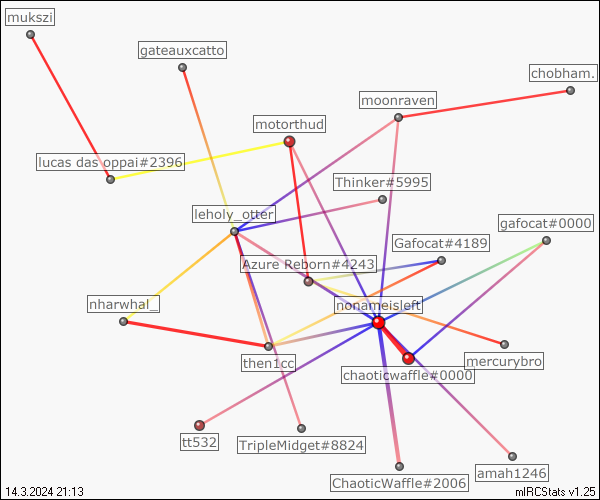 mukszi
gateauxcatto
chobham.
moonraven
motorthud
lucas das oppai#2396
Thinker#5995
leholy_otter
gafocat#0000
Gafocat#4189
Azure Reborn#4243
nharwhal_
nonameisleft
then1cc
mercurybro
chaoticwaffle#0000
tt532
TripleMidget#8824
amah1246
ChaoticWaffle#2006
14.3.2024 21:13
mIRCStats v1.25